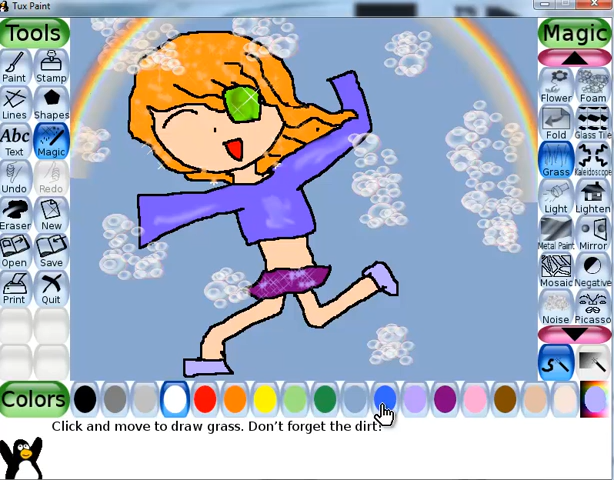 Tux Paint
Tools
Magic
Paint Stamp
Lines Shapes
Abc
Text Magic
Undo Redo
Eraser New
Open Save
Print Quit
Flower Foam
Fold Glass Tile
Grass Kaleidoscope
Light Lighten
Metal Paint Mirror
Mosaic Negative
Noise Picasso
Colors
Click and move to draw grass. Don't forget the dirt!